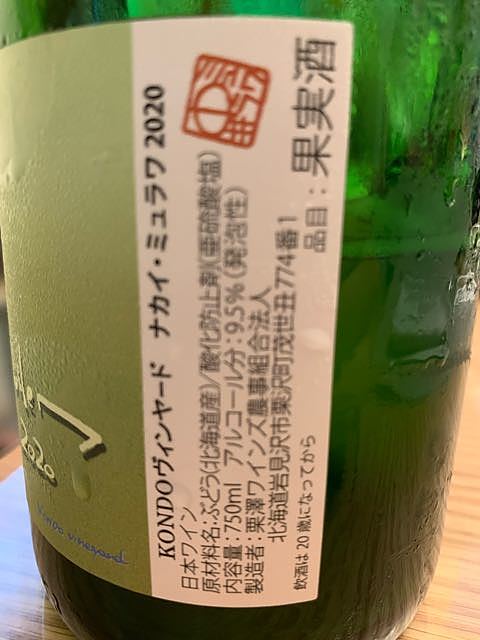 KONDOヴィンヤード　ナカイ・ミュラワ 2020
日本ワイン
原材料名:ぶどう(北海道産)/酸化防止剤(亜硫酸塩)
内容量:750ml　アルコール分:9.5%(発泡性)
製造者:栗澤ワインズ農事組合法人
北海道岩見沢市栗沢町茂世丑774番1
品目:果実酒
飲酒は20歳になってから
2020
Kondo vineyard